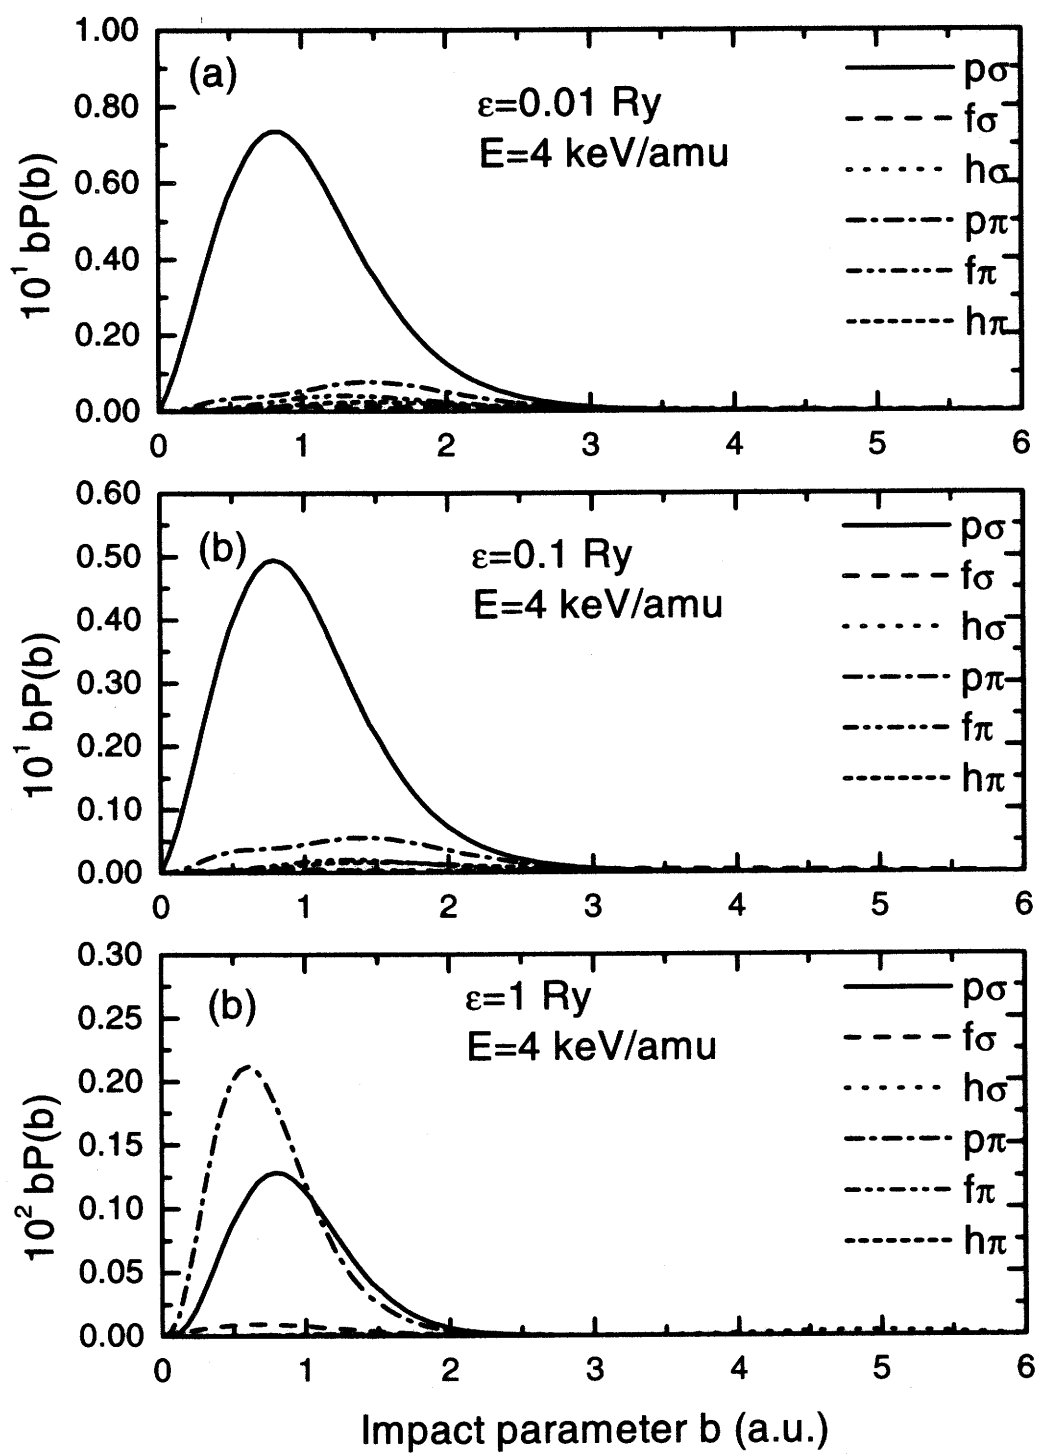 1.00
0.80
0.60
0.40
0.20
0.00
10¹ bP(b)
(a)
ε=0.01 Ry
E=4 keV/amu
pσ
fσ
hσ
pπ
fπ
hπ
0 1 2 3 4 5 6
0.60
0.50
0.40
0.30
0.20
0.10
0.00
10¹ bP(b)
(b)
ε=0.1 Ry
E=4 keV/amu
pσ
fσ
hσ
pπ
fπ
hπ
0 1 2 3 4 5 6
0.30
0.25
0.20
0.15
0.10
0.05
0.00
10² bP(b)
(b)
ε=1 Ry
E=4 keV/amu
pσ
fσ
hσ
pπ
fπ
hπ
0 1 2 3 4 5 6
Impact parameter b (a.u.)